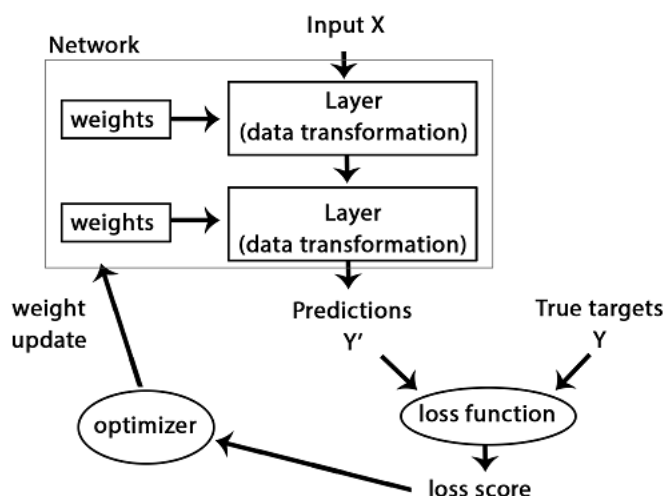 Input X
Network
weights
Layer
(data transformation)
weights
Layer
(data transformation)
weight
update
Predictions
Y’
True targets
Y
optimizer
loss function
loss score